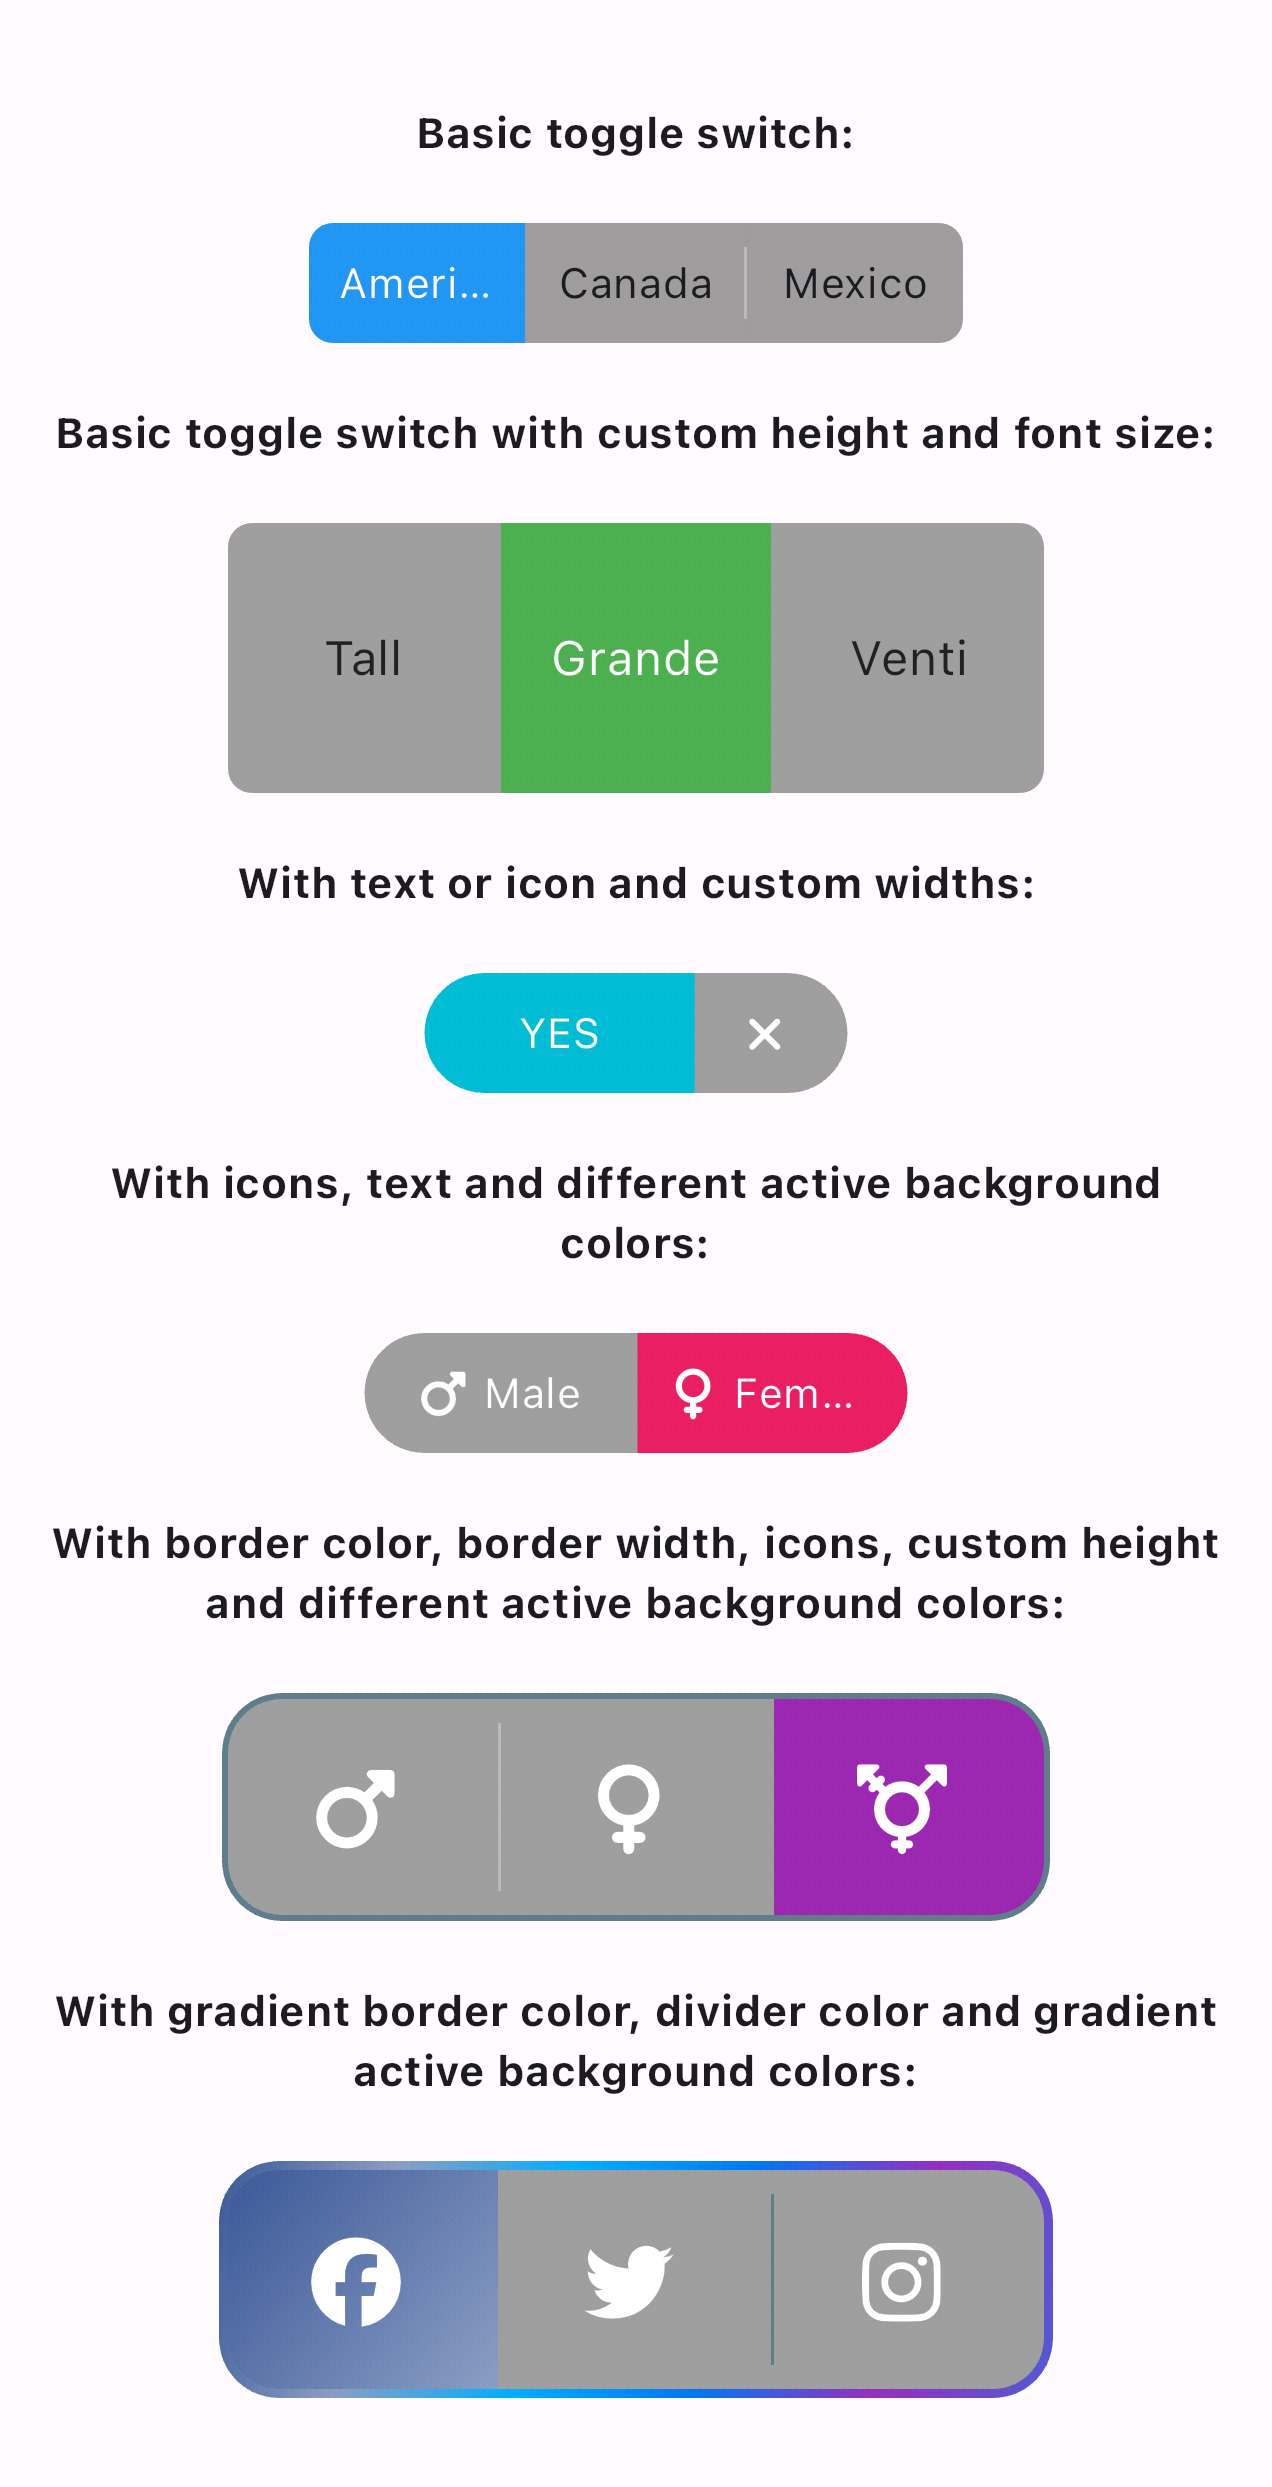 Basic toggle switch:
Ameri... Canada Mexico
Basic toggle switch with custom height and font size:
Tall Grande Venti
With text or icon and custom widths:
YES
With icons, text and different active background
colors:
Male Fem...
With border color, border width, icons, custom height
and different active background colors:
With gradient border color, divider color and gradient
active background colors: